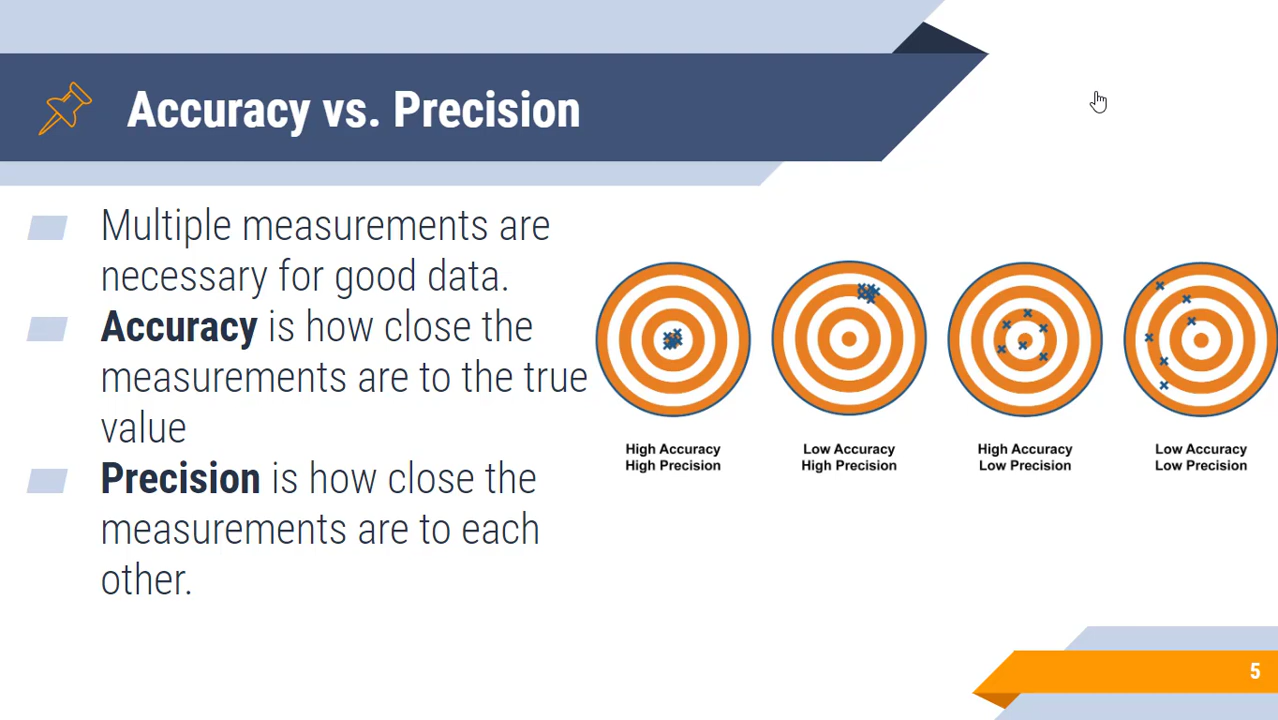 Accuracy vs. Precision
Multiple measurements are
necessary for good data.
Accuracy is how close the
measurements are to the true
value
Precision is how close the
measurements are to each
other.
High Accuracy
High Precision
Low Accuracy
High Precision
High Accuracy
Low Precision
Low Accuracy
Low Precision
5